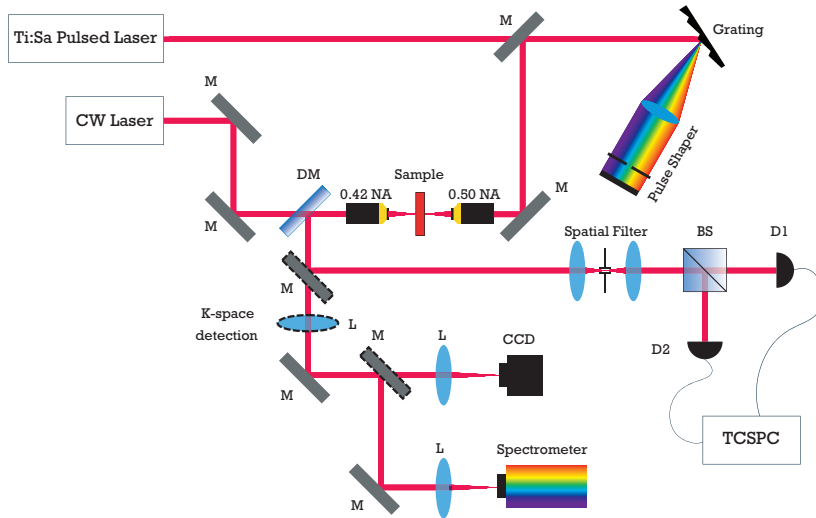 M
Grating
Ti:Sa Pulsed Laser
M
CW Laser
Pulse Shaper
DM
Sample
0.42 NA
0.50 NA
M
M
Spatial Filter
BS
D1
M
K-space
detection
L
M
L
CCD
D2
M
TCSPC
L
Spectrometer
M